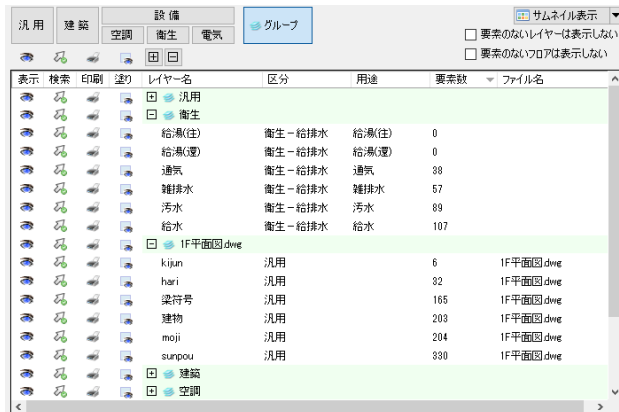 汎用 建築 設備 グループ サムネイル表示
空調 衛生 電気 要素のないレイヤーは表示しない
要素のないフロアは表示しない
表示 検索 印刷 塗り レイヤー名 区分 用途 要素数 ファイル名
汎用
衛生
給湯(往) 衛生－給排水 給湯(往) 0
給湯(還) 衛生－給排水 給湯(還) 0
通気 衛生－給排水 通気 38
雑排水 衛生－給排水 雑排水 57
汚水 衛生－給排水 汚水 89
給水 衛生－給排水 給水 107
1F平面図.dwg
kijun 汎用 6 1F平面図.dwg
hari 汎用 32 1F平面図.dwg
梁符号 汎用 165 1F平面図.dwg
建物 汎用 203 1F平面図.dwg
moji 汎用 204 1F平面図.dwg
sunpou 汎用 330 1F平面図.dwg
建築
空調